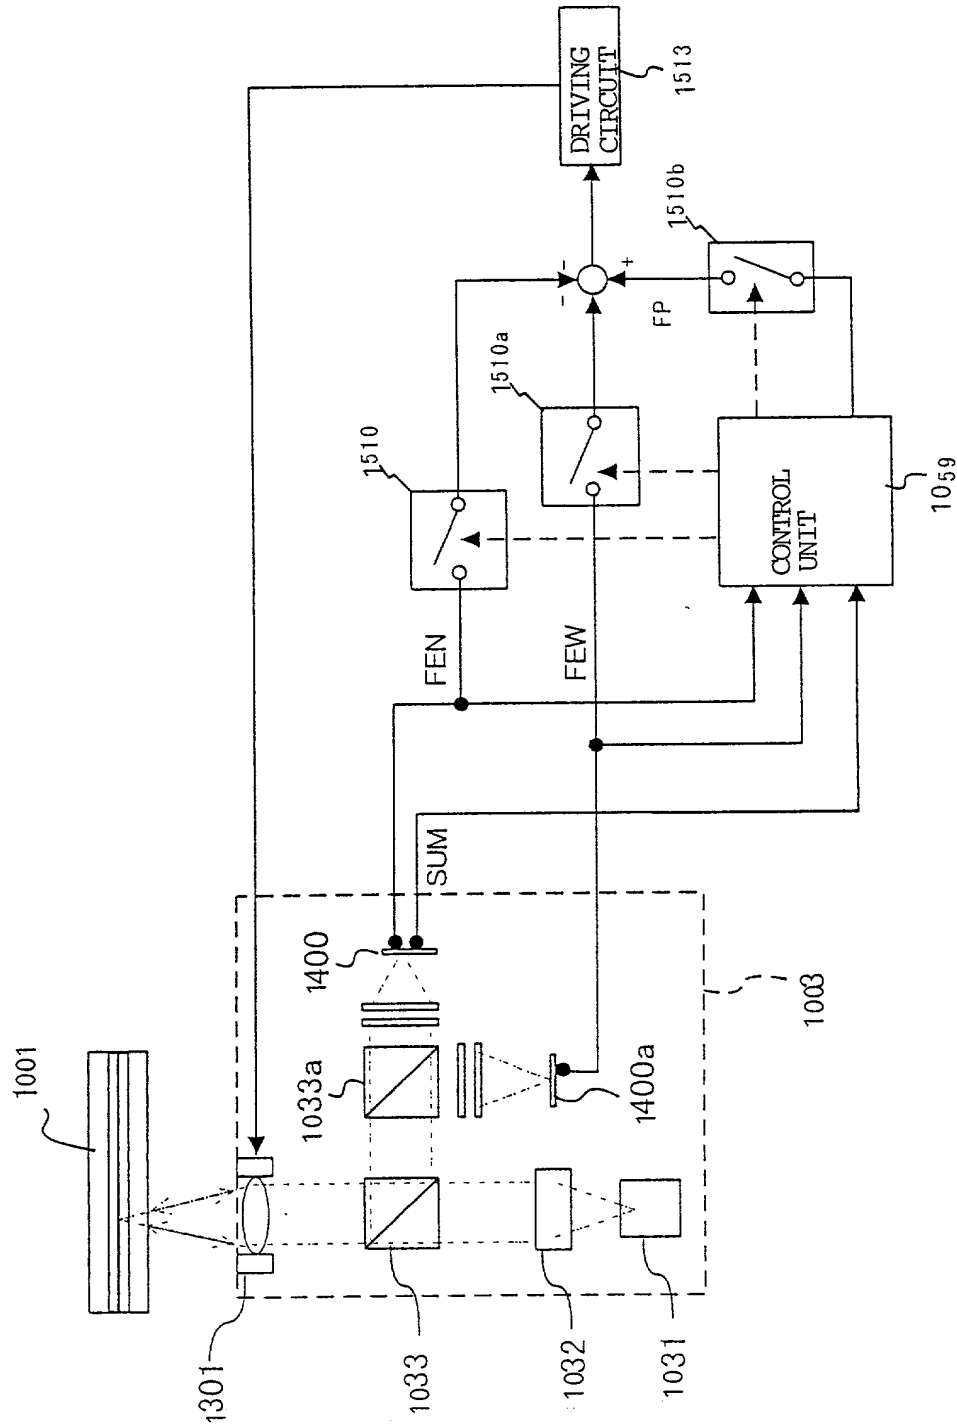 1001
1301
1033
1032
1031
1033a
1400
1400a
1003
SUM
FEN
FEW
1510
1510a
1510b
FP
-
-
+
CONTROL
UNIT
1059
DRIVING
CIRCUIT
1513